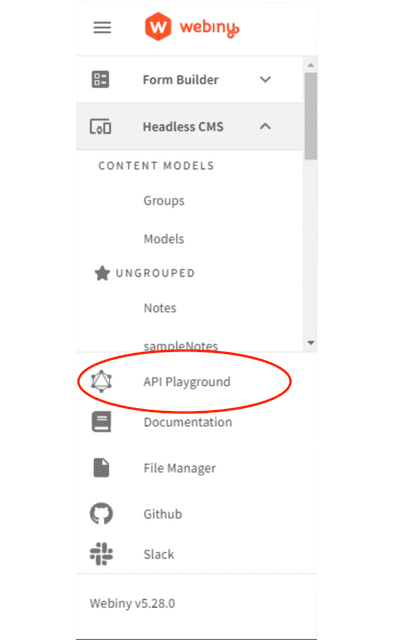 webiny
Form Builder
Headless CMS
CONTENT MODELS
Groups
Models
UNGROUPED
Notes
sampleNotes
API Playground
Documentation
File Manager
Github
Slack
Webiny v5.28.0